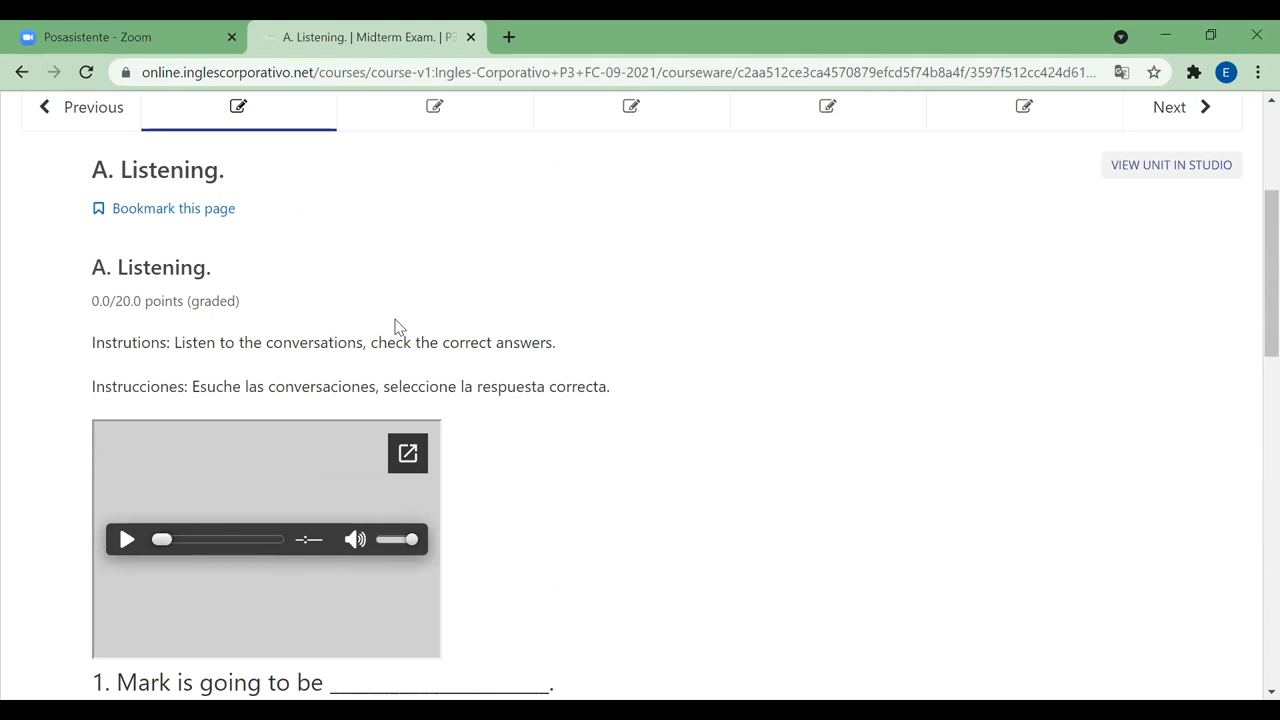 Posasistente - Zoom
A. Listening. | Midterm Exam. | P3
online.inglescorporativo.net/courses/course-v1:Ingles-Corporativo+P3+FC-09-2021/courseware/c2aa512ce3ca4570879efcd5f74b8a4f/3597f512cc424d61...
E
Previous
Next
A. Listening.
VIEW UNIT IN STUDIO
Bookmark this page
A. Listening.
0.0/20.0 points (graded)
Instrutions: Listen to the conversations, check the correct answers.
Instrucciones: Esuche las conversaciones, seleccione la respuesta correcta.
--:--
1. Mark is going to be ______________________.